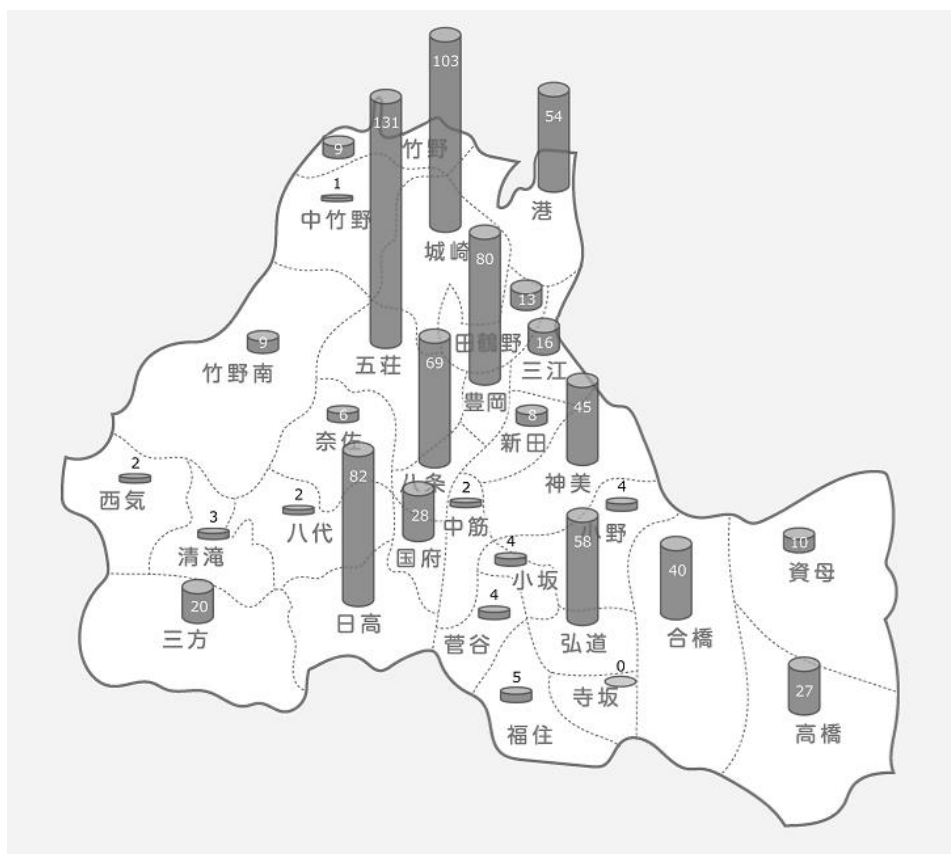 103
54
131
竹野
9
1
中竹野
港
城崎
80
13
田鶴野
16
三江
9
竹野南
五荘
69
豊岡
45
6
奈佐
8
新田
神美
八条
82
2
西気
2
八代
28
国府
2
中筋
4
小野
3
清滝
4
小坂
58
40
10
資母
20
三方
日高
4
菅谷
弘道
合橋
0
寺坂
5
福住
27
高橋